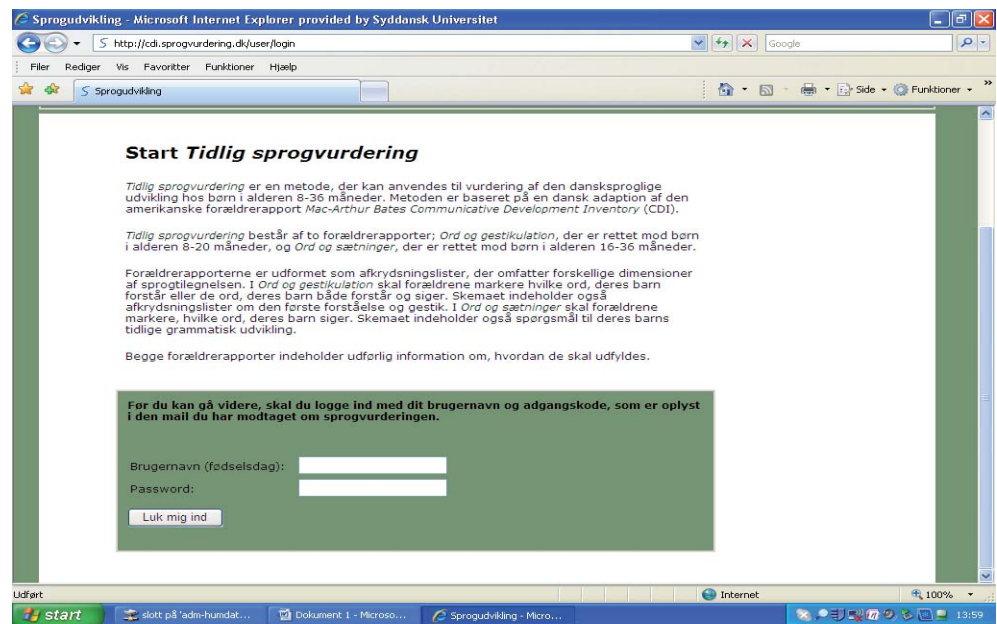 Sprogudvikling - Microsoft Internet Explorer provided by Syddansk Universitet
http://cdi.sprogvurdering.dk/user/login
Google
Filer Rediger Vis Favoritter Funktioner Hjælp
Sprogudvikling
Side Funktioner
Start Tidlig sprogvurdering
Tidlig sprogvurdering er en metode, der kan anvendes til vurdering af den dansksproglige
udvikling hos børn i alderen 8-36 måneder. Metoden er baseret på en dansk adaption af den
amerikanske forældrerapport Mac-Arthur Bates Communicative Development Inventory (CDI).
Tidlig sprogvurdering består af to forældrerapporter; Ord og gestikulation, der er rettet mod børn
i alderen 8-20 måneder, og Ord og sætninger, der er rettet mod børn i alderen 16-36 måneder.
Forældrerapporterne er udformet som afkrydsningslister, der omfatter forskellige dimensioner
af sprogtilegnelsen. I Ord og gestikulation skal forældrene markere hvilke ord, deres barn
forstår eller de ord, deres barn både forstår og siger. Skemaet indeholder også
afkrydsningslister om den første forståelse og gestik. I Ord og sætninger skal forældrene
markere, hvilke ord, deres barn siger. Skemaet indeholder også spørgsmål til deres barns
tidlige grammatisk udvikling.
Begge forældrerapporter indeholder udførlig information om, hvordan de skal udfyldes.
Før du kan gå videre, skal du logge ind med dit brugernavn og adgangskode, som er oplyst
i den mail du har modtaget om sprogvurderingen.
Brugernavn (fødselsdag):
Password:
Luk mig ind
Udført
Internet
100%
start
slott på 'adm-humdat...
Dokument 1 - Microso...
Sprogudvikling - Micro...
13:59